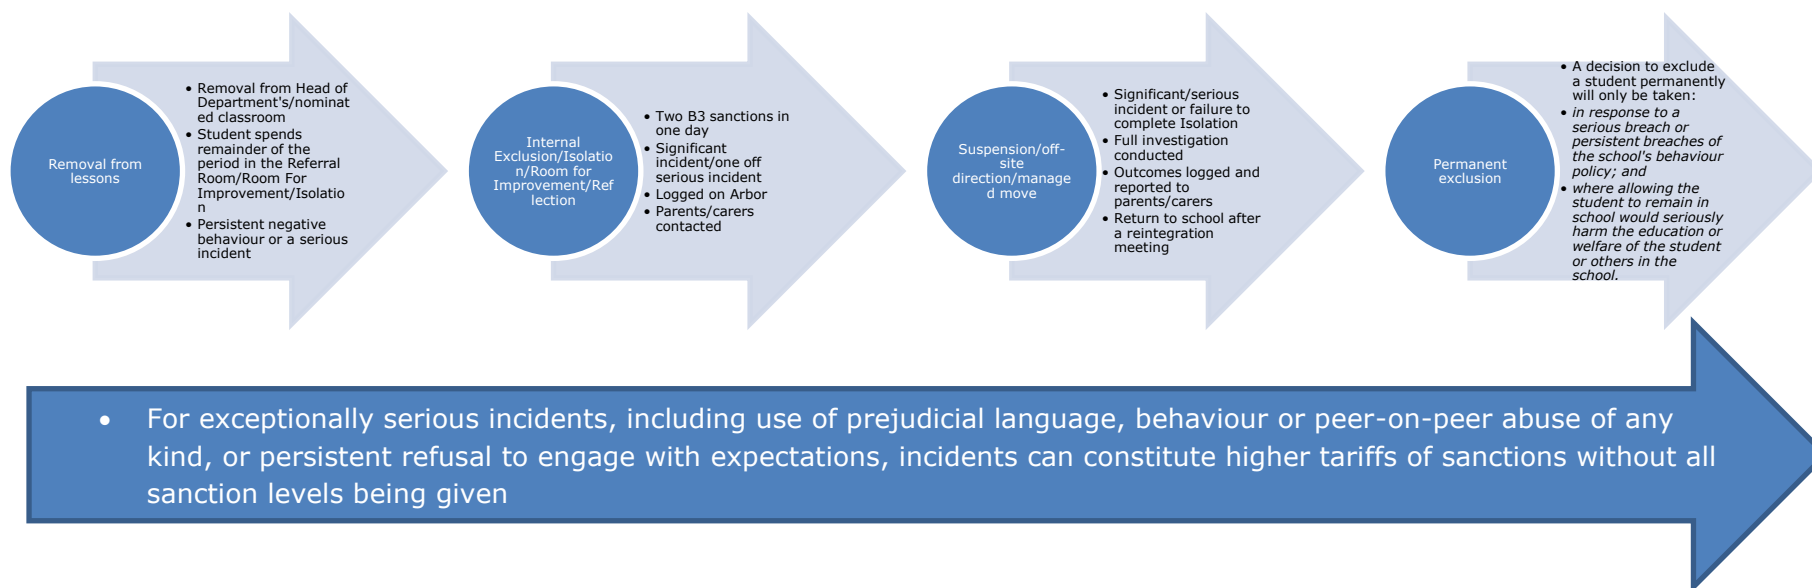 Removal from
lessons
• Removal from Head of
Department's/nominat
ed classroom
• Student spends
remainder of the
period in the Referral
Room/Room For
Improvement/Isolatio
n
• Persistent negative
behaviour or a serious
incident
Internal
Exclusion/Isolatio
n/Room for
Improvement/Ref
lection
• Two B3 sanctions in
one day
• Significant
incident/one off
serious incident
• Logged on Arbor
• Parents/carers
contacted
Suspension/off-
site
direction/manage
d move
• Significant/serious
incident or failure to
complete Isolation
• Full investigation
conducted
• Outcomes logged and
reported to
parents/carers
• Return to school after
a reintegration
meeting
Permanent
exclusion
• A decision to exclude
a student permanently
will only be taken:
• in response to a
serious breach or
persistent breaches of
the school's behaviour
policy; and
• where allowing the
student to remain in
school would seriously
harm the education or
welfare of the student
or others in the
school.
• For exceptionally serious incidents, including use of prejudicial language, behaviour or peer-on-peer abuse of any
kind, or persistent refusal to engage with expectations, incidents can constitute higher tariffs of sanctions without all
sanction levels being given